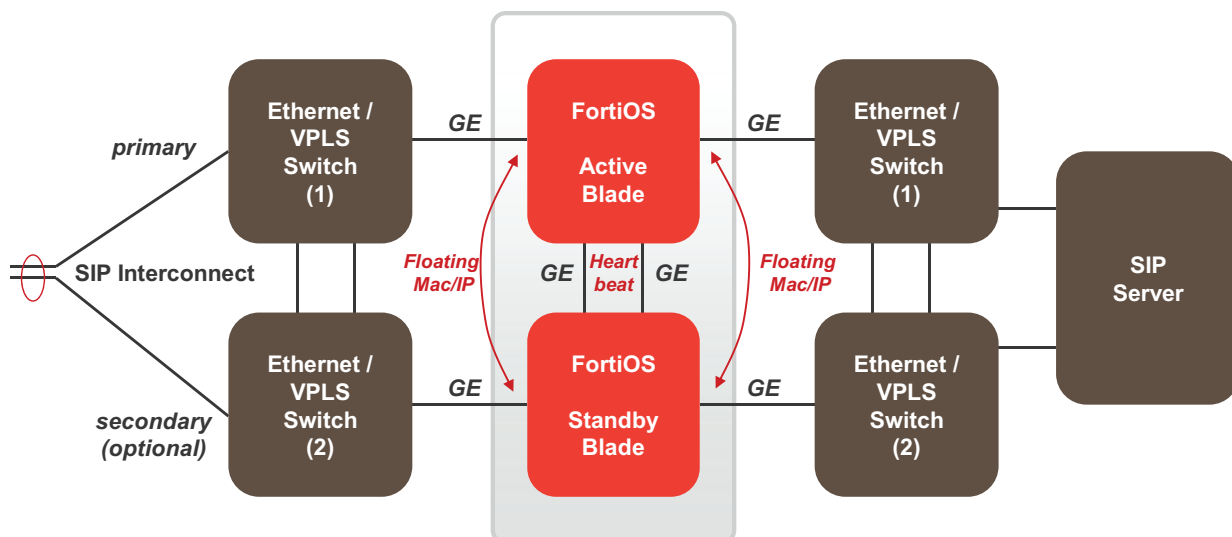 primary
SIP Interconnect
secondary
(optional)
Ethernet /
VPLS
Switch
(1)
Ethernet /
VPLS
Switch
(2)
GE
GE
Floating
Mac/IP
FortiOS
Active
Blade
GE
Heart
beat
GE
FortiOS
Standby
Blade
GE
GE
Floating
Mac/IP
Ethernet /
VPLS
Switch
(1)
Ethernet /
VPLS
Switch
(2)
SIP
Server